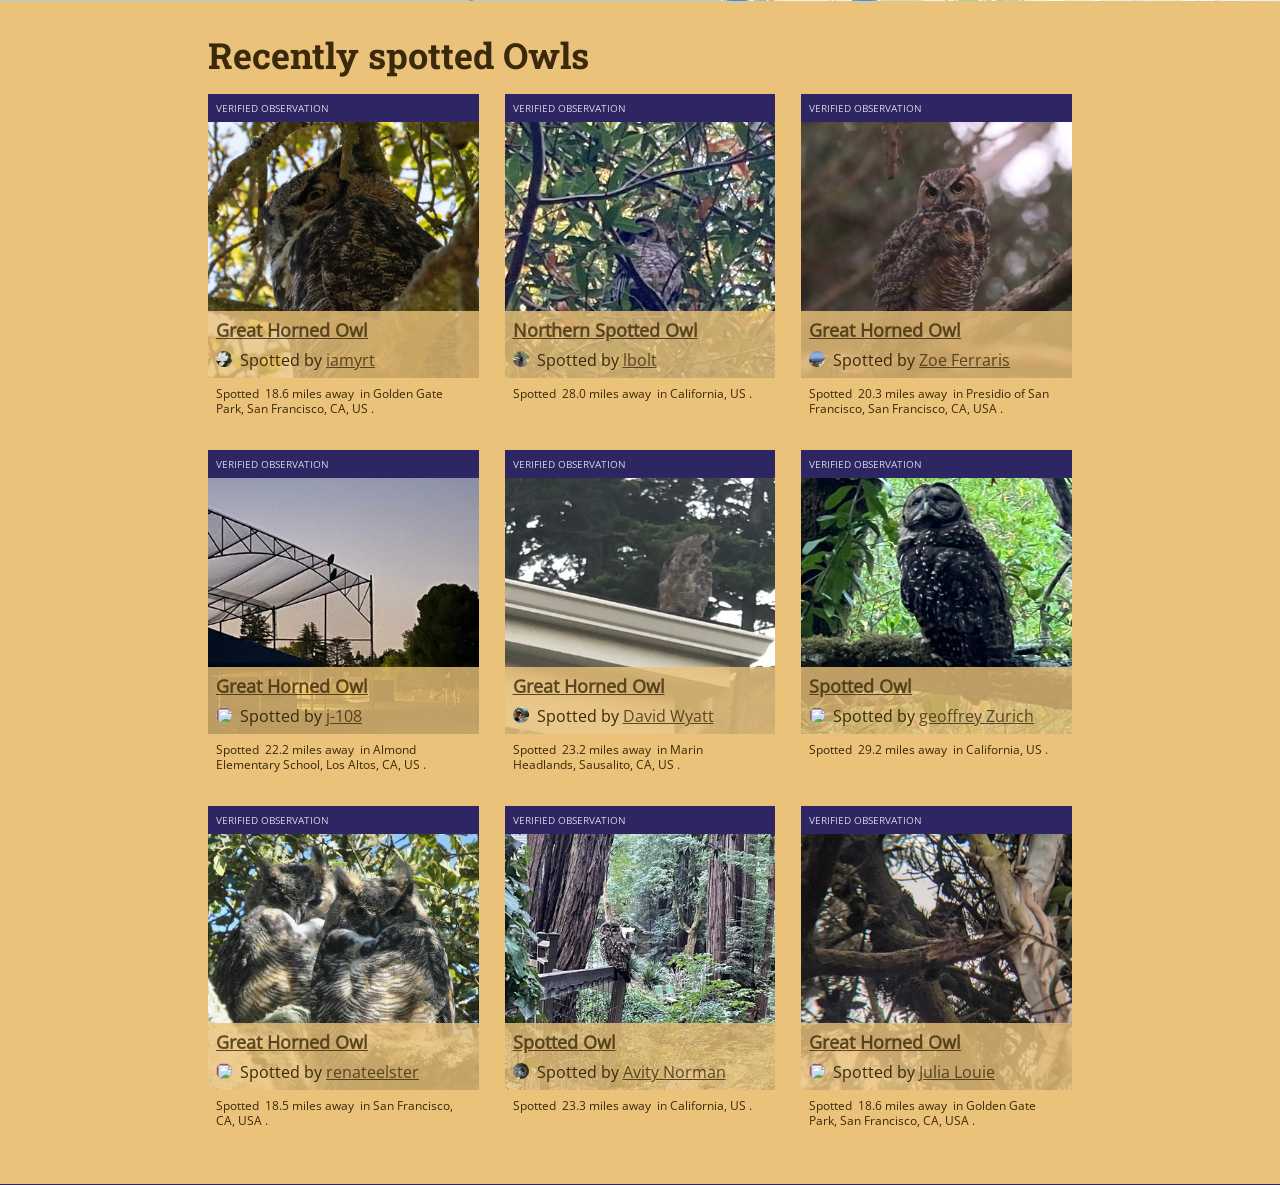 Recently spotted Owls
VERIFIED OBSERVATION
Great Horned Owl
Spotted by iamyrt
Spotted 18.6 miles away in Golden Gate
Park, San Francisco, CA, US .
VERIFIED OBSERVATION
Northern Spotted Owl
Spotted by lbolt
Spotted 28.0 miles away in California, US .
VERIFIED OBSERVATION
Great Horned Owl
Spotted by Zoe Ferraris
Spotted 20.3 miles away in Presidio of San
Francisco, San Francisco, CA, USA .
VERIFIED OBSERVATION
Great Horned Owl
Spotted by j-108
Spotted 22.2 miles away in Almond
Elementary School, Los Altos, CA, US .
VERIFIED OBSERVATION
Great Horned Owl
Spotted by David Wyatt
Spotted 23.2 miles away in Marin
Headlands, Sausalito, CA, US .
VERIFIED OBSERVATION
Spotted Owl
Spotted by geoffrey Zurich
Spotted 29.2 miles away in California, US .
VERIFIED OBSERVATION
Great Horned Owl
Spotted by renateelster
Spotted 18.5 miles away in San Francisco,
CA, USA .
VERIFIED OBSERVATION
Spotted Owl
Spotted by Avity Norman
Spotted 23.3 miles away in California, US .
VERIFIED OBSERVATION
Great Horned Owl
Spotted by Julia Louie
Spotted 18.6 miles away in Golden Gate
Park, San Francisco, CA, USA .